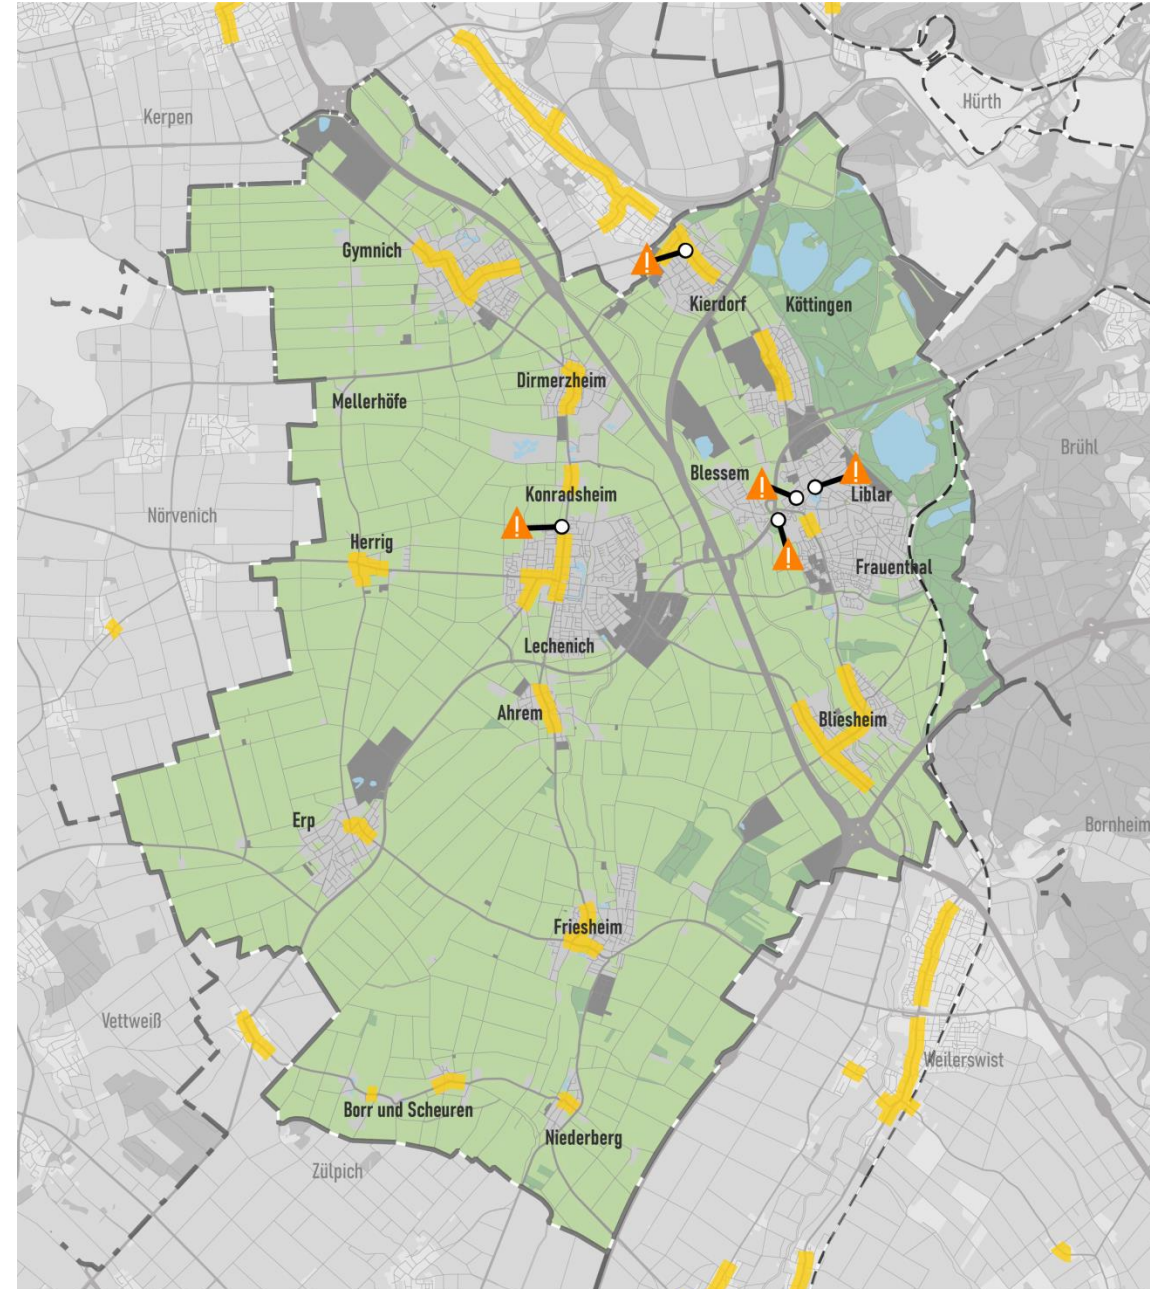 Hürth
Kerpen
Gymnich
Kierdorf
Köttingen
Dirmerzheim
Mellerhöfe
Brühl
Blessem
Konradsheim
Liblar
Nörvenich
Herrig
Frauenthal
Lechenich
Ahrem
Bliesheim
Erp
Bornheim
Friesheim
Vettweiß
Weilerswist
Borr und Scheuren
Niederberg
Zülpich